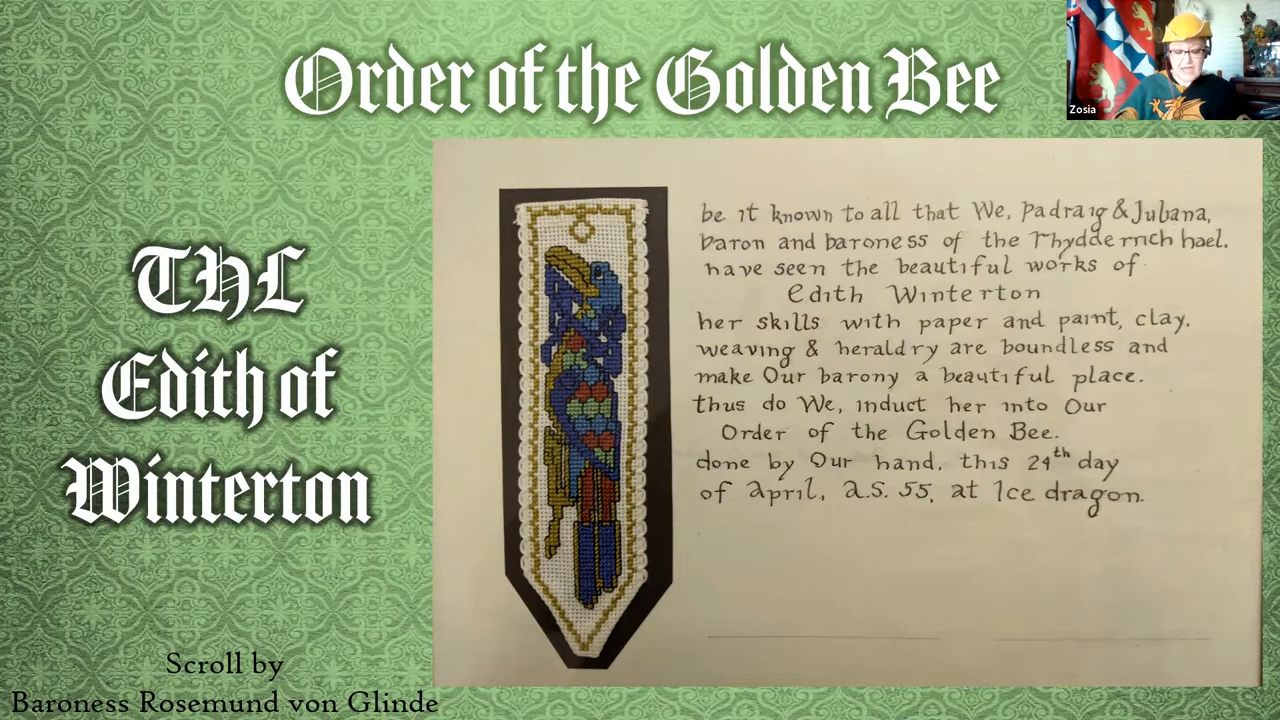 Order of the Golden Bee
Zosia
THL
Edith of
Winterton
be it known to all that We, Padraig & Jubana,
baron and baroness of the Rhydderrich hael,
have seen the beautiful works of
Edith Winterton
her skills with paper and paint, clay,
weaving & heraldry are boundless and
make Our barony a beautiful place.
thus do We, induct her into Our
Order of the Golden Bee.
done by Our hand, this 24th day
of April, A.S. 55, at Ice dragon.
Scroll by
Baroness Rosemund von Glinde